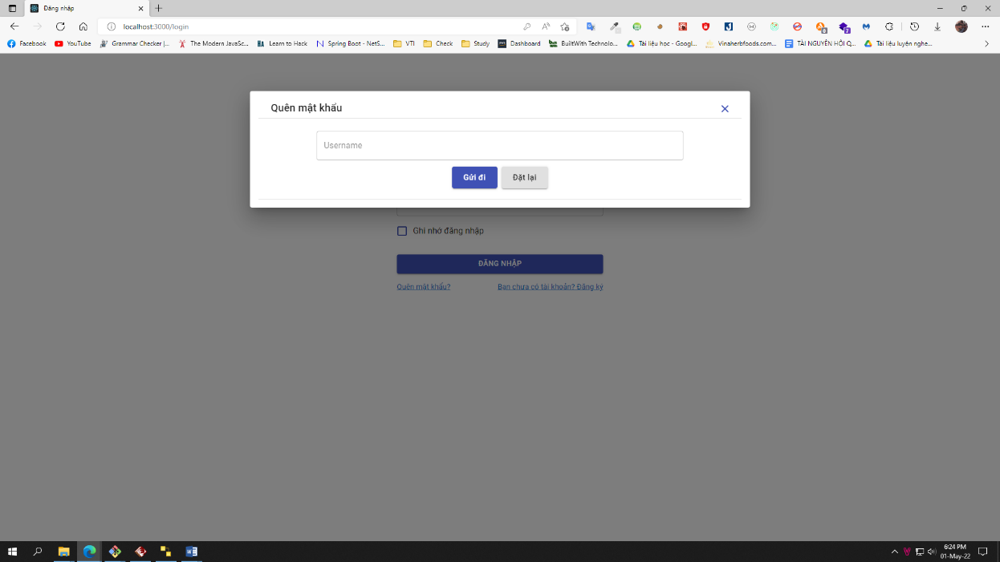 Đăng nhập
localhost:3000/login
Facebook
YouTube
Grammar Checker |...
The Modern JavaSc...
Learn to Hack
Spring Boot - NetS...
VTI
Check
Study
Dashboard
BuiltWith Technolo...
Tài liệu học - Googl...
Vinaherbfoods.com...
TÀI NGUYÊN HỎI Q...
Tài liệu luyện nghe...
Quên mật khẩu
Username
Gửi đi
Đặt lại
Ghi nhớ đăng nhập
ĐĂNG NHẬP
Quên mật khẩu?
Bạn chưa có tài khoản? Đăng ký
6:24 PM
01-May-22